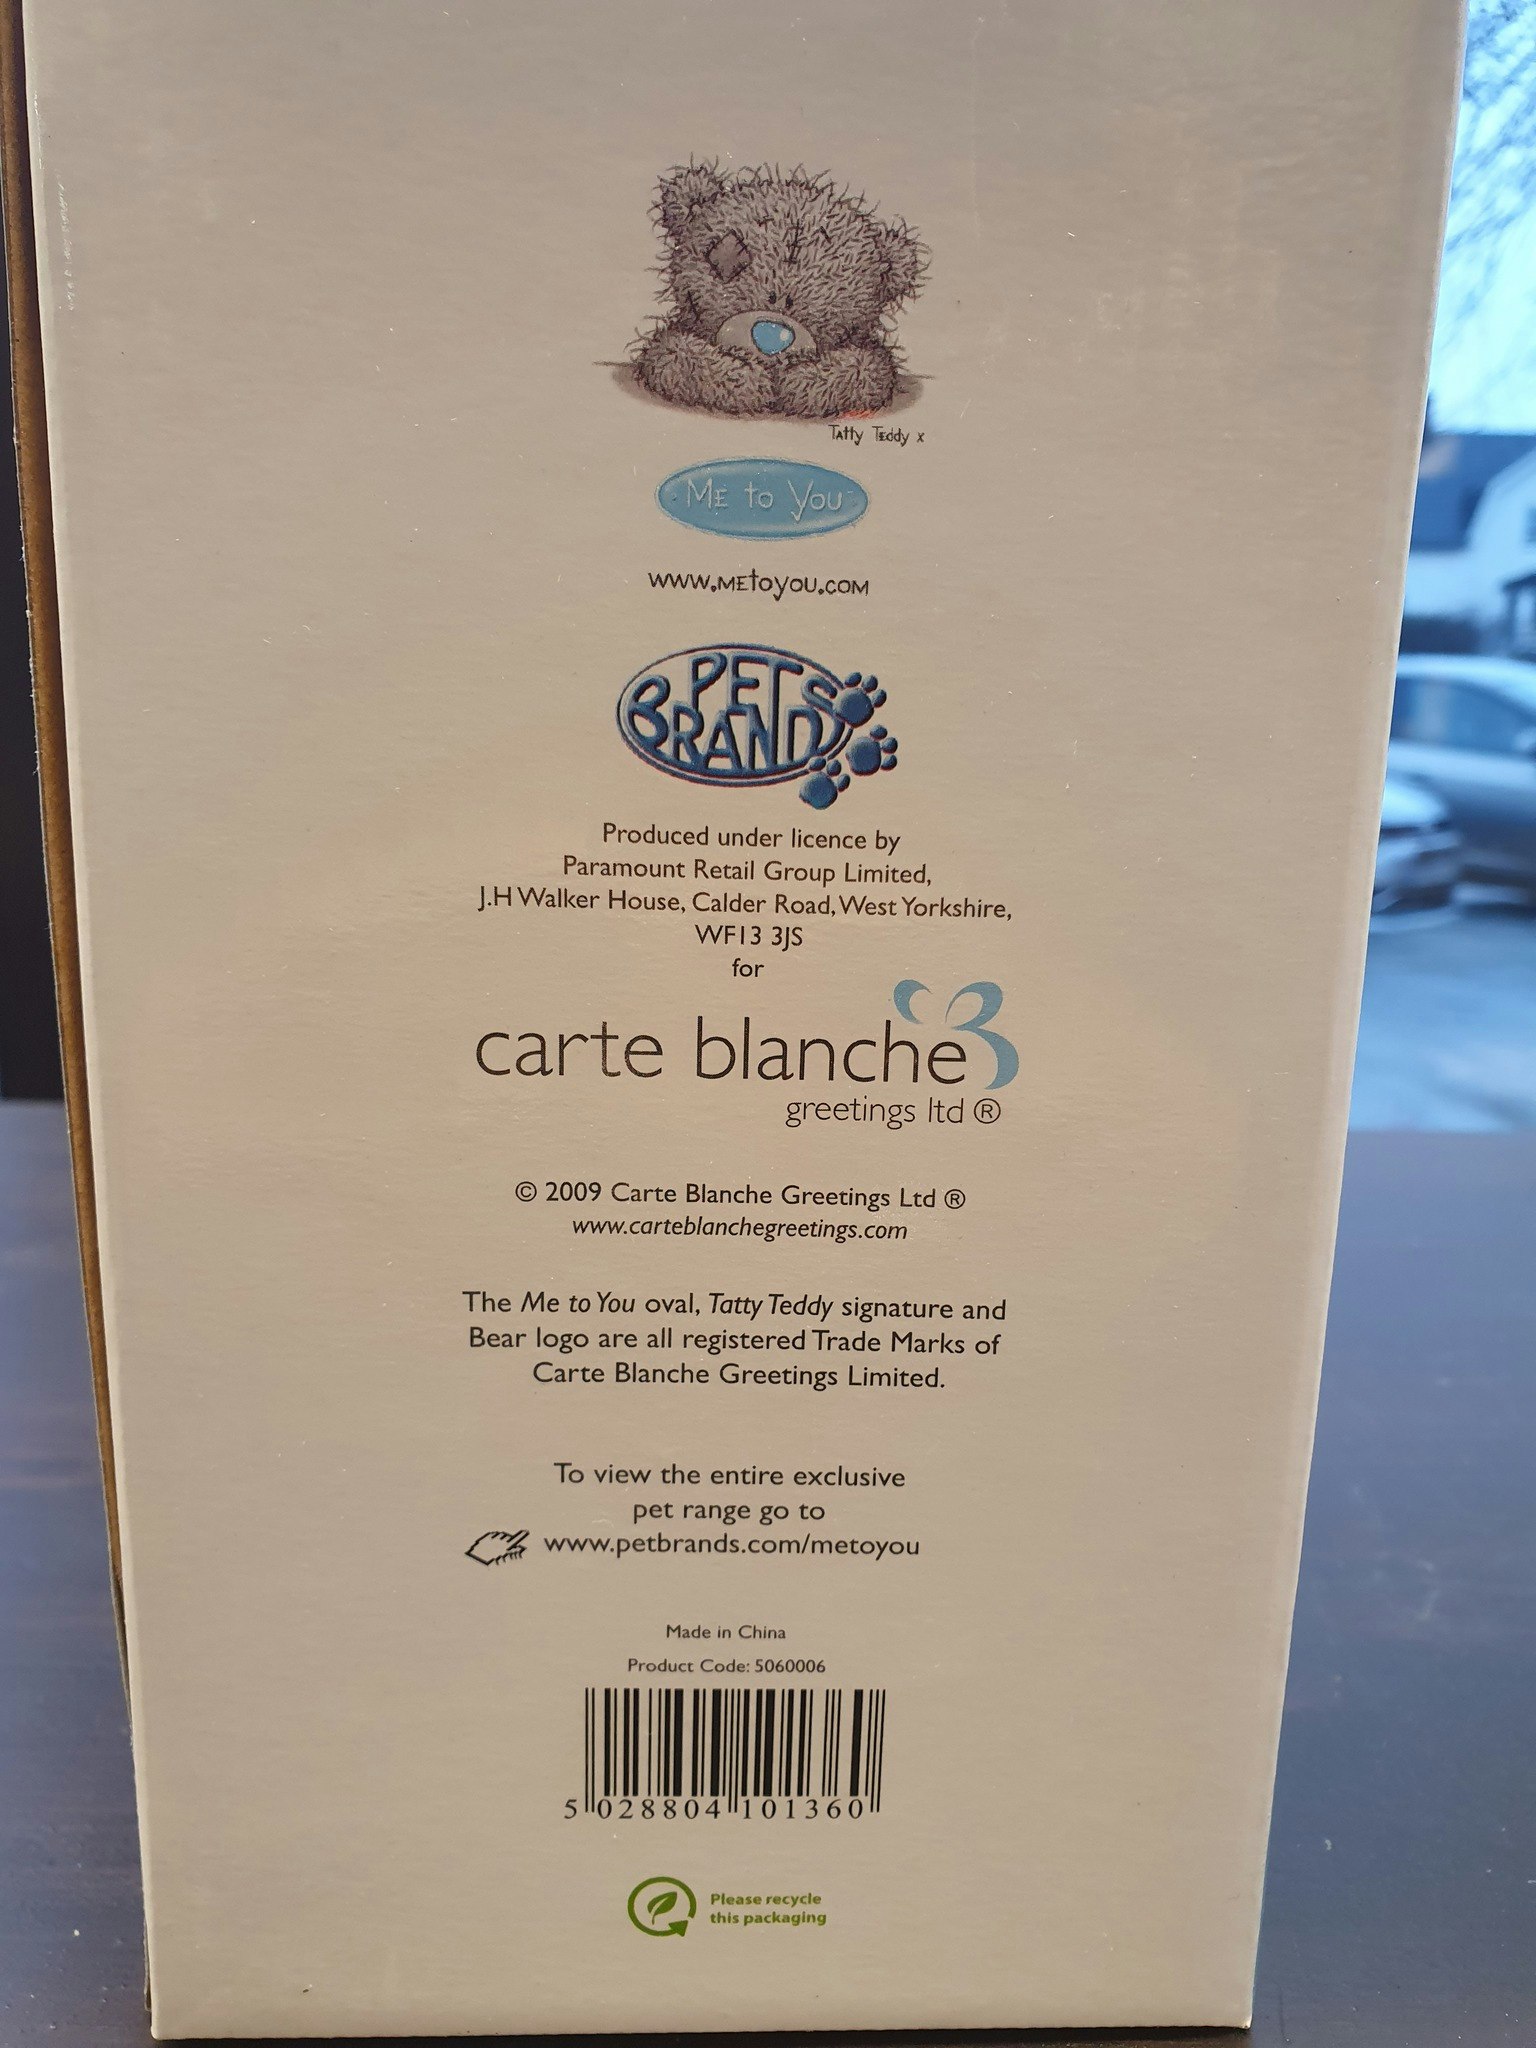 Tatty Teddy x
Me to You
www.metoyou.com
PETS
BRANDS
Produced under licence by
Paramount Retail Group Limited,
J.H Walker House, Calder Road, West Yorkshire,
WF13 3JS
for
carte blanche
greetings ltd ®
© 2009 Carte Blanche Greetings Ltd ®
www.carteblanchegreetings.com
The Me to You oval, Tatty Teddy signature and
Bear logo are all registered Trade Marks of
Carte Blanche Greetings Limited.
To view the entire exclusive
pet range go to
www.petbrands.com/metoyou
Made in China
Product Code: 5060006
5 028804 101360
Please recycle
this packaging